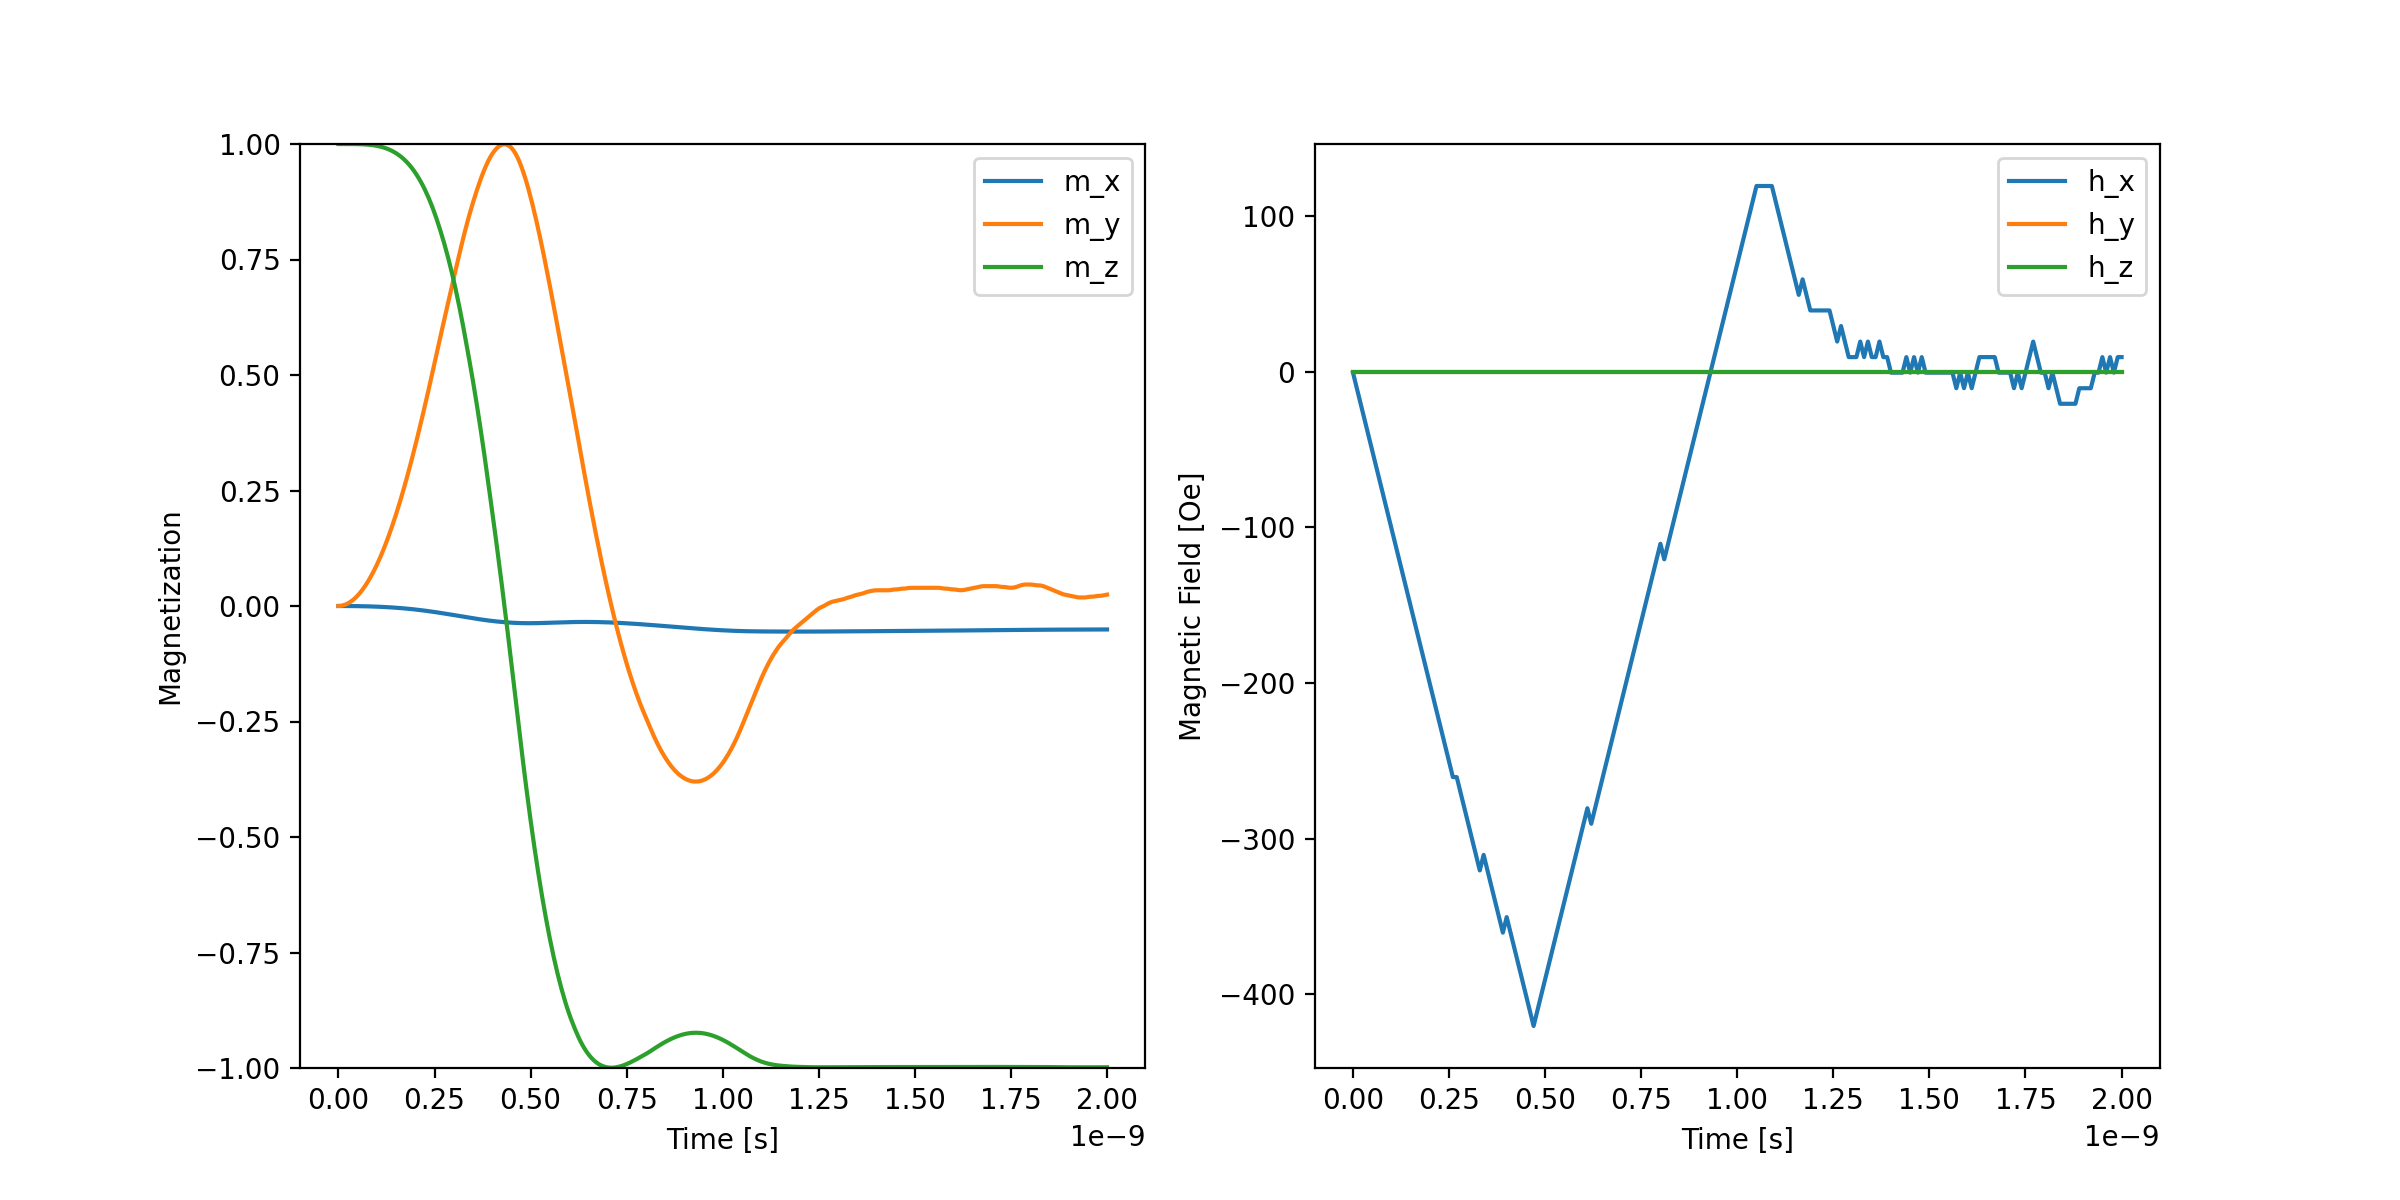 1.00
0.75
0.50
0.25
0.00
−0.25
−0.50
−0.75
−1.00
Magnetization
m_x
m_y
m_z
0.00 0.25 0.50 0.75 1.00 1.25 1.50 1.75 2.00
Time [s]
1e−9
100
0
−100
−200
−300
−400
Magnetic Field [Oe]
h_x
h_y
h_z
0.00 0.25 0.50 0.75 1.00 1.25 1.50 1.75 2.00
Time [s]
1e−9